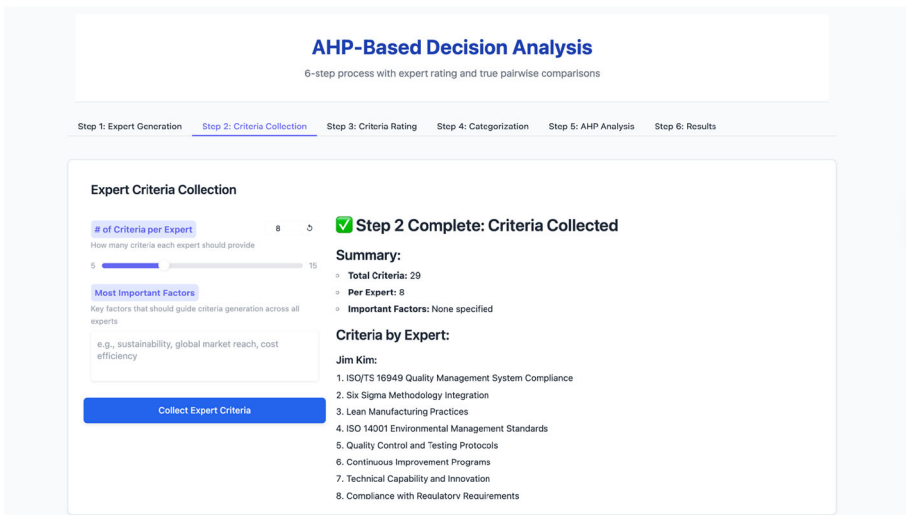 AHP-Based Decision Analysis
6-step process with expert rating and true pairwise comparisons
Step 1: Expert Generation Step 2: Criteria Collection Step 3: Criteria Rating Step 4: Categorization Step 5: AHP Analysis Step 6: Results
Expert Criteria Collection
# of Criteria per Expert 8
How many criteria each expert should provide
5 15
Most Important Factors
Key factors that should guide criteria generation across all
experts
e.g., sustainability, global market reach, cost
efficiency
Collect Expert Criteria
✅ Step 2 Complete: Criteria Collected
Summary:
Total Criteria: 29
Per Expert: 8
Important Factors: None specified
Criteria by Expert:
Jim Kim:
1. ISO/TS 16949 Quality Management System Compliance
2. Six Sigma Methodology Integration
3. Lean Manufacturing Practices
4. ISO 14001 Environmental Management Standards
5. Quality Control and Testing Protocols
6. Continuous Improvement Programs
7. Technical Capability and Innovation
8. Compliance with Regulatory Requirements